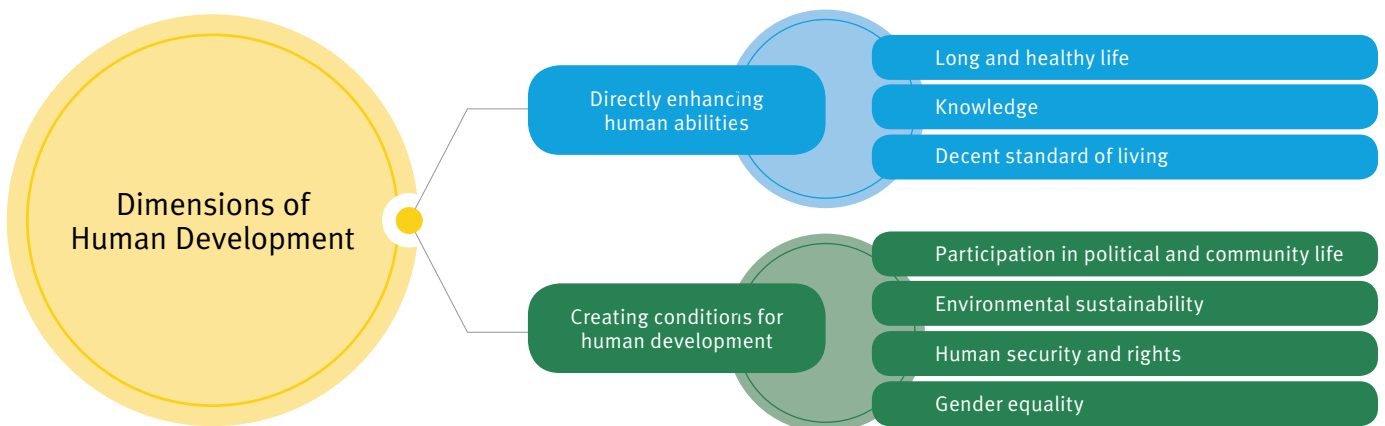 Dimensions of
Human Development
Directly enhancing
human abilities
Long and healthy life
Knowledge
Decent standard of living
Creating conditions for
human development
Participation in political and community life
Environmental sustainability
Human security and rights
Gender equality